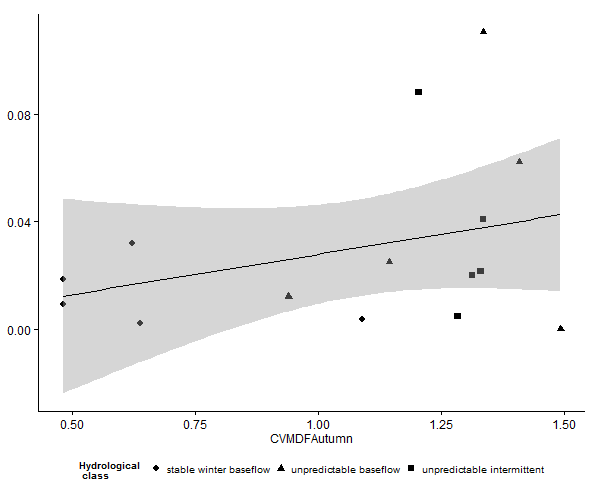 0.08
0.04
0.00
0.50 0.75 1.00 1.25 1.50
CVMDFAutumn
Hydrological
class
stable winter baseflow unpredictable baseflow unpredictable intermittent